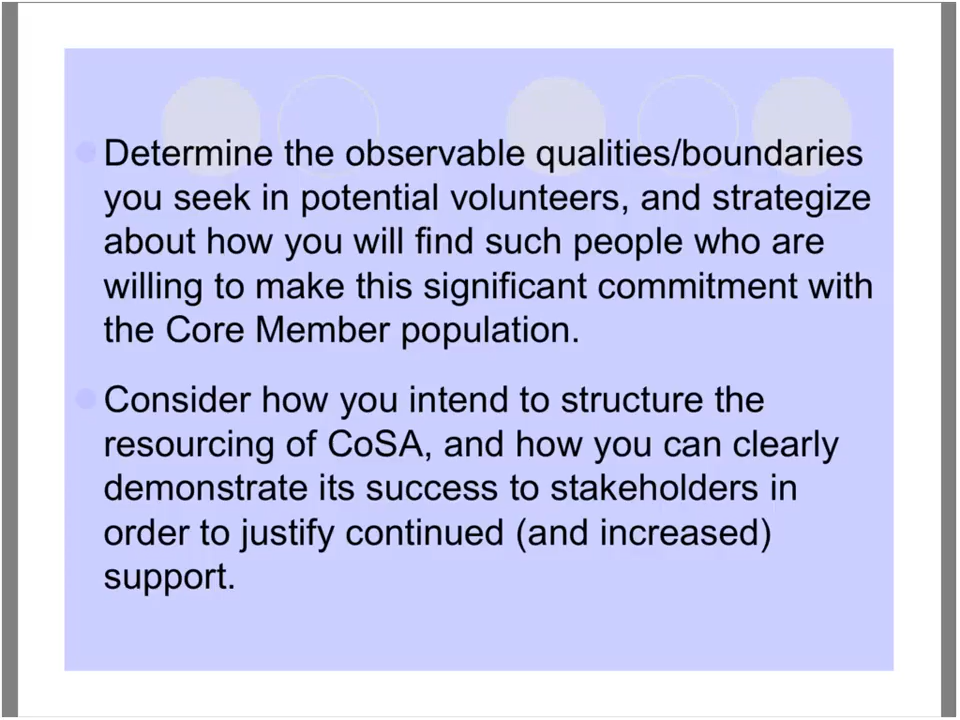 Determine the observable qualities/boundaries
you seek in potential volunteers, and strategize
about how you will find such people who are
willing to make this significant commitment with
the Core Member population.
Consider how you intend to structure the
resourcing of CoSA, and how you can clearly
demonstrate its success to stakeholders in
order to justify continued (and increased)
support.